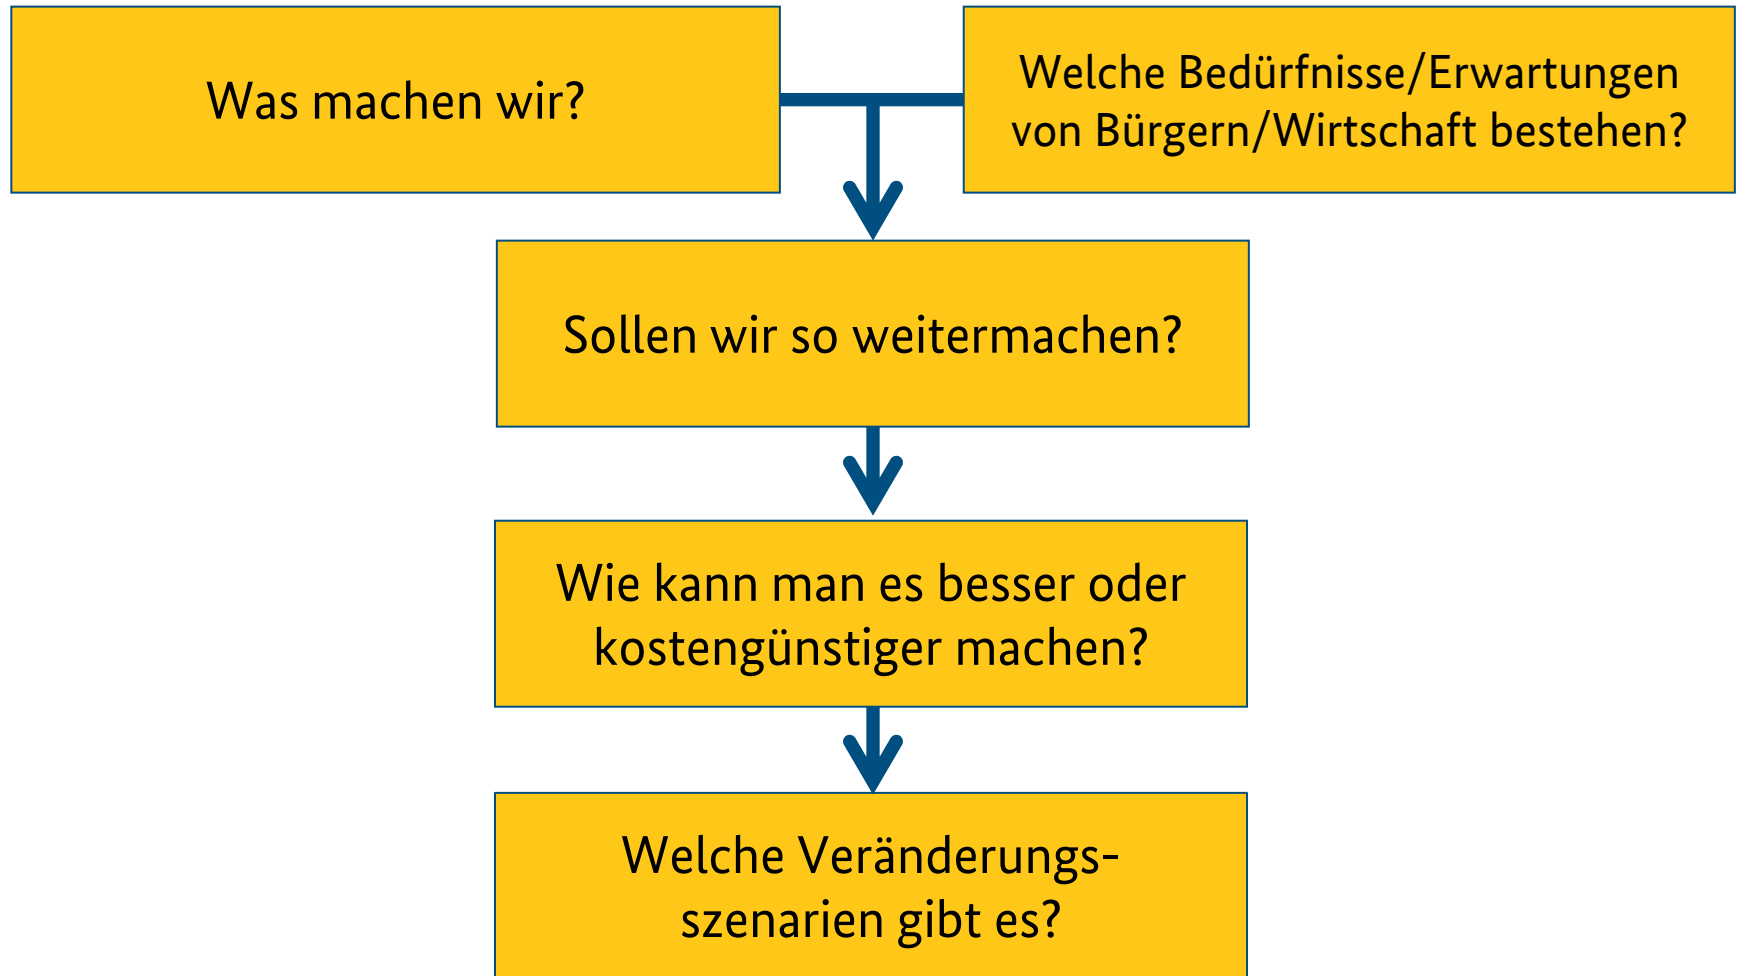 Was machen wir?
Welche Bedürfnisse/Erwartungen
von Bürgern/Wirtschaft bestehen?
Sollen wir so weitermachen?
Wie kann man es besser oder
kostengünstiger machen?
Welche Veränderungs-
szenarien gibt es?